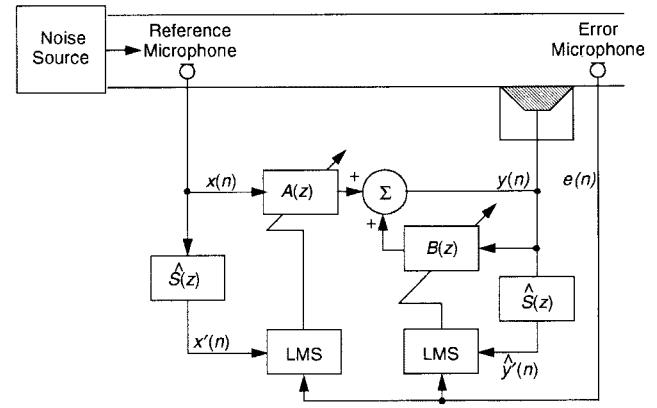 Noise
Source
Reference
Microphone
Error
Microphone
x(n)
A(z)
+
Σ
y(n)
e(n)
+
B(z)
Ŝ(z)
Ŝ(z)
x'(n)
LMS
LMS
ŷ'(n)